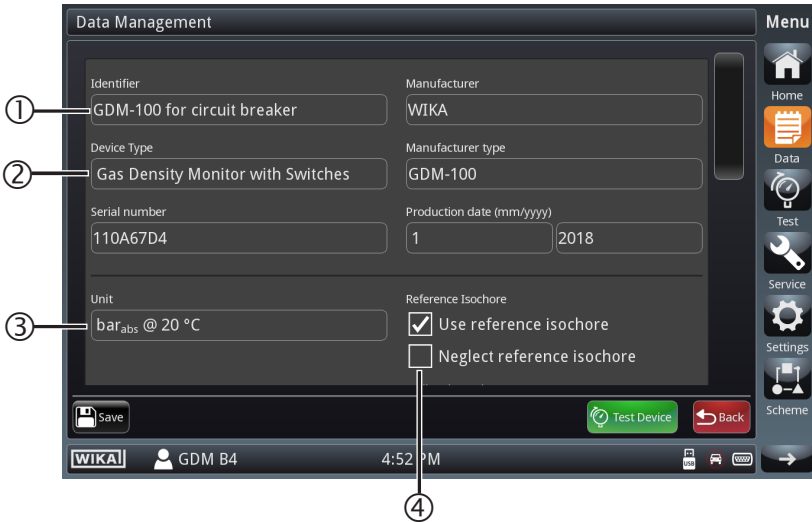 Data Management
Menu
Identifier
Manufacturer
① GDM-100 for circuit breaker
WIKA
Home
Device Type
Manufacturer type
② Gas Density Monitor with Switches
GDM-100
Data
Serial number
Production date (mm/yyyy)
110A67D4
1
2018
Test
Unit
Reference Isochore
Service
③ barabs @ 20 °C
Use reference isochore
Neglect reference isochore
Settings
Save
Test Device
Back
Scheme
WIKA
GDM B4
4:52 PM
USB
④